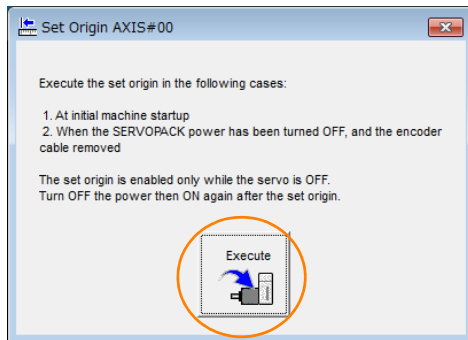 Set Origin AXIS#00
Execute the set origin in the following cases:
1. At initial machine startup
2. When the SERVOPACK power has been turned OFF, and the encoder
cable removed
The set origin is enabled only while the servo is OFF.
Turn OFF the power then ON again after the set origin.
Execute